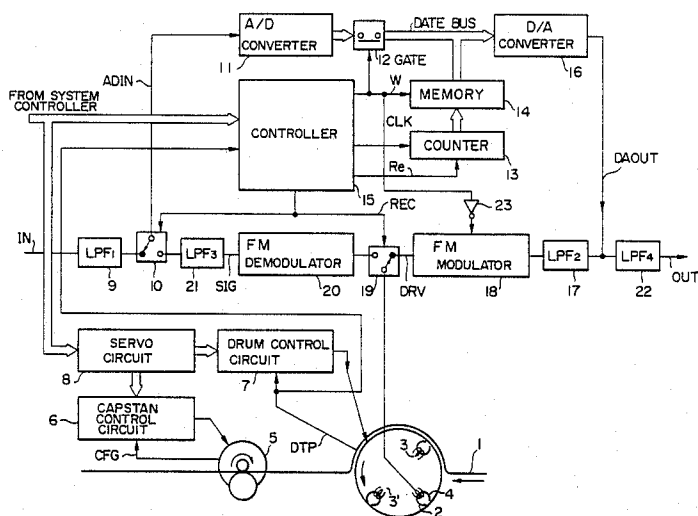 A/D CONVERTER
11
12 GATE
DATE BUS
D/A CONVERTER
16
ADIN
W
MEMORY
14
FROM SYSTEM CONTROLLER
CONTROLLER
15
CLK
COUNTER
13
Re
DAOUT
23
REC
IN
LPF1
9
10
LPF3
21
SIG
FM DEMODULATOR
20
19
DRV
FM MODULATOR
18
LPF2
17
LPF4
22
OUT
SERVO CIRCUIT
8
DRUM CONTROL CIRCUIT
7
CAPSTAN CONTROL CIRCUIT
6
CFG
5
DTP
3
3'
4
2
1